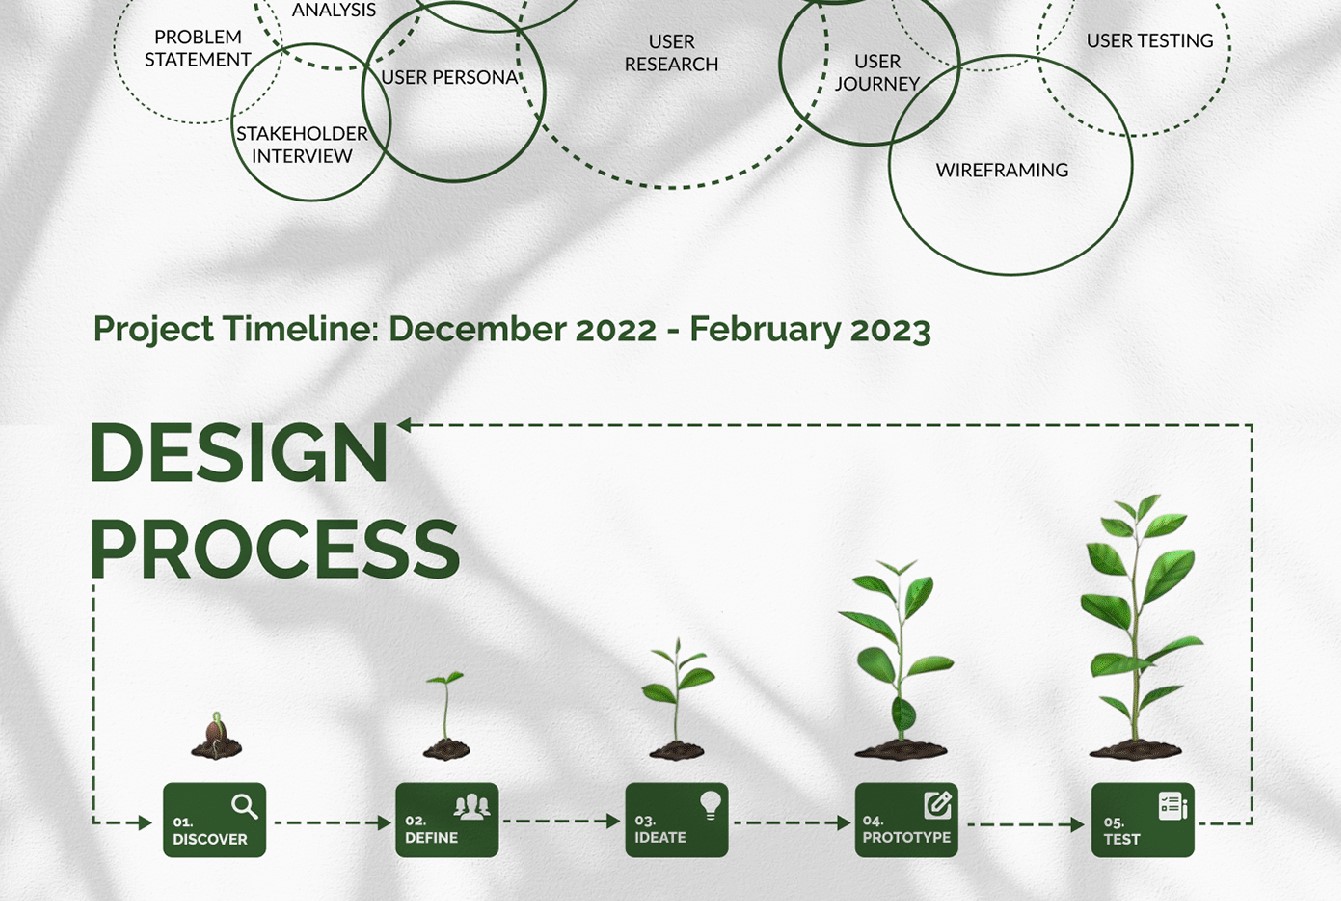 ANALYSIS
PROBLEM
STATEMENT
USER PERSONA
STAKEHOLDER
INTERVIEW
USER
RESEARCH
USER
JOURNEY
USER TESTING
WIREFRAMING
Project Timeline: December 2022 - February 2023
DESIGN
PROCESS
01.
DISCOVER
02.
DEFINE
03.
IDEATE
04.
PROTOTYPE
05.
TEST